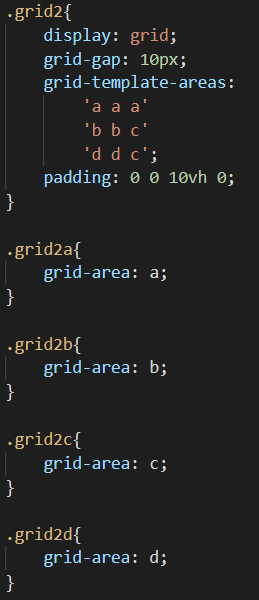 .grid2{
    display: grid;
    grid-gap: 10px;
    grid-template-areas:
        'a a a'
        'b b c'
        'd d c';
    padding: 0 0 10vh 0;
}

.grid2a{
    grid-area: a;
}

.grid2b{
    grid-area: b;
}

.grid2c{
    grid-area: c;
}

.grid2d{
    grid-area: d;
}